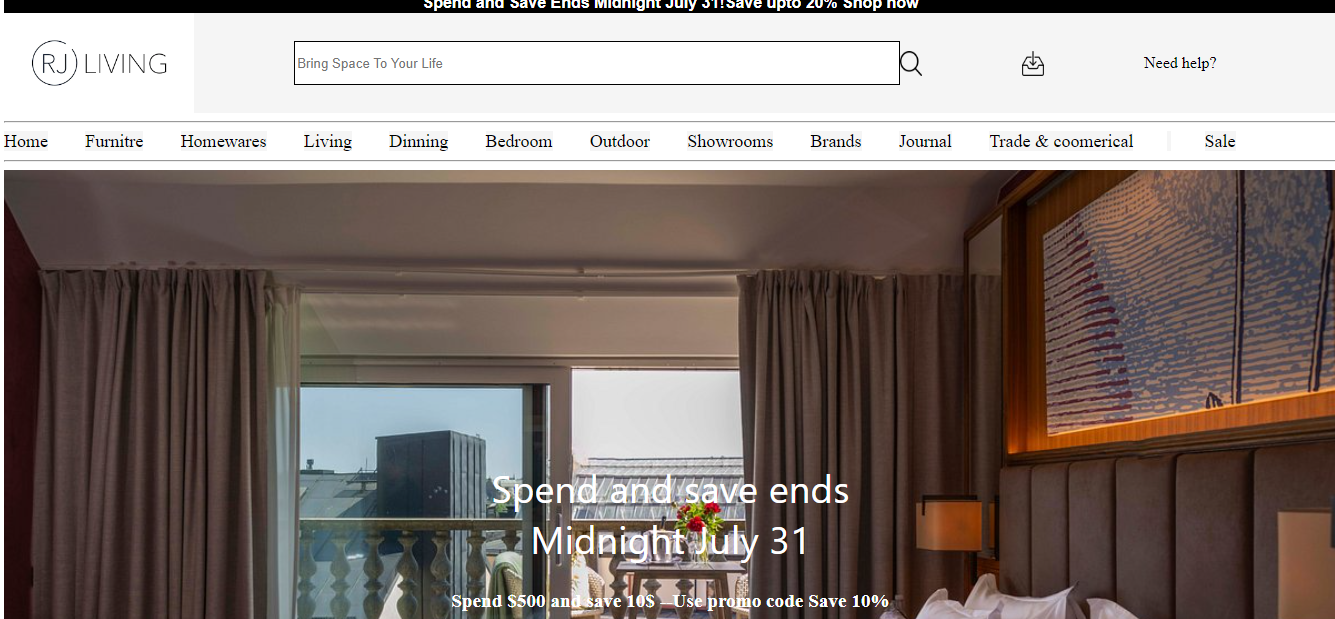 Spend and Save Ends Midnight July 31!Save upto 20% Shop now
RJ LIVING
Bring Space To Your Life
Need help?
Home Furnitre Homewares Living Dinning Bedroom Outdoor Showrooms Brands Journal Trade & coomerical Sale
Spend and save ends
Midnight July 31
Spend $500 and save 10$ – Use promo code Save 10%